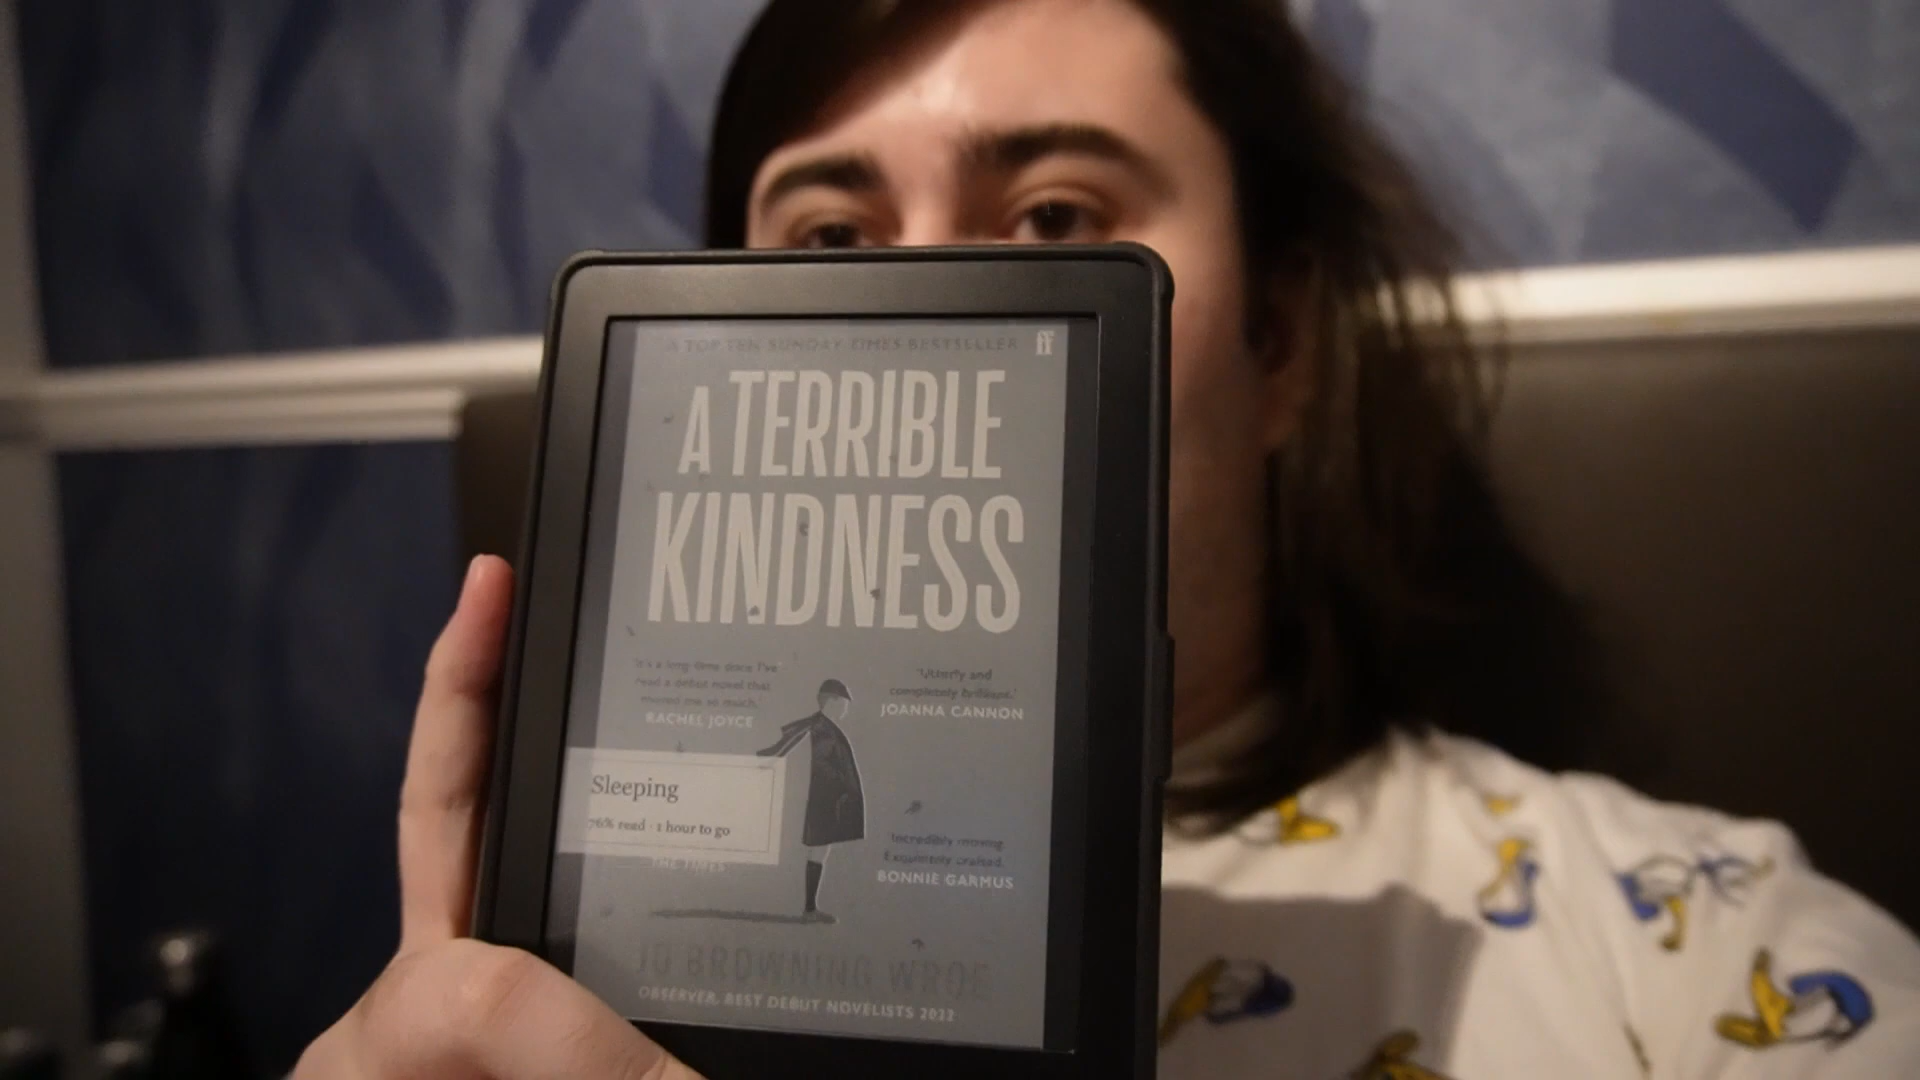 A TOP TEN SUNDAY TIMES BESTSELLER
ff
A TERRIBLE
KINDNESS
'It's a long time since I've
read a debut novel that
moved me so much.'
RACHEL JOYCE
'Utterly and
completely brilliant.'
JOANNA CANNON
Sleeping
76% read · 1 hour to go
THE TIMES
'Incredibly moving.
Exquisitely crafted.'
BONNIE GARMUS
JO BROWNING WROE
OBSERVER, BEST DEBUT NOVELISTS 2022